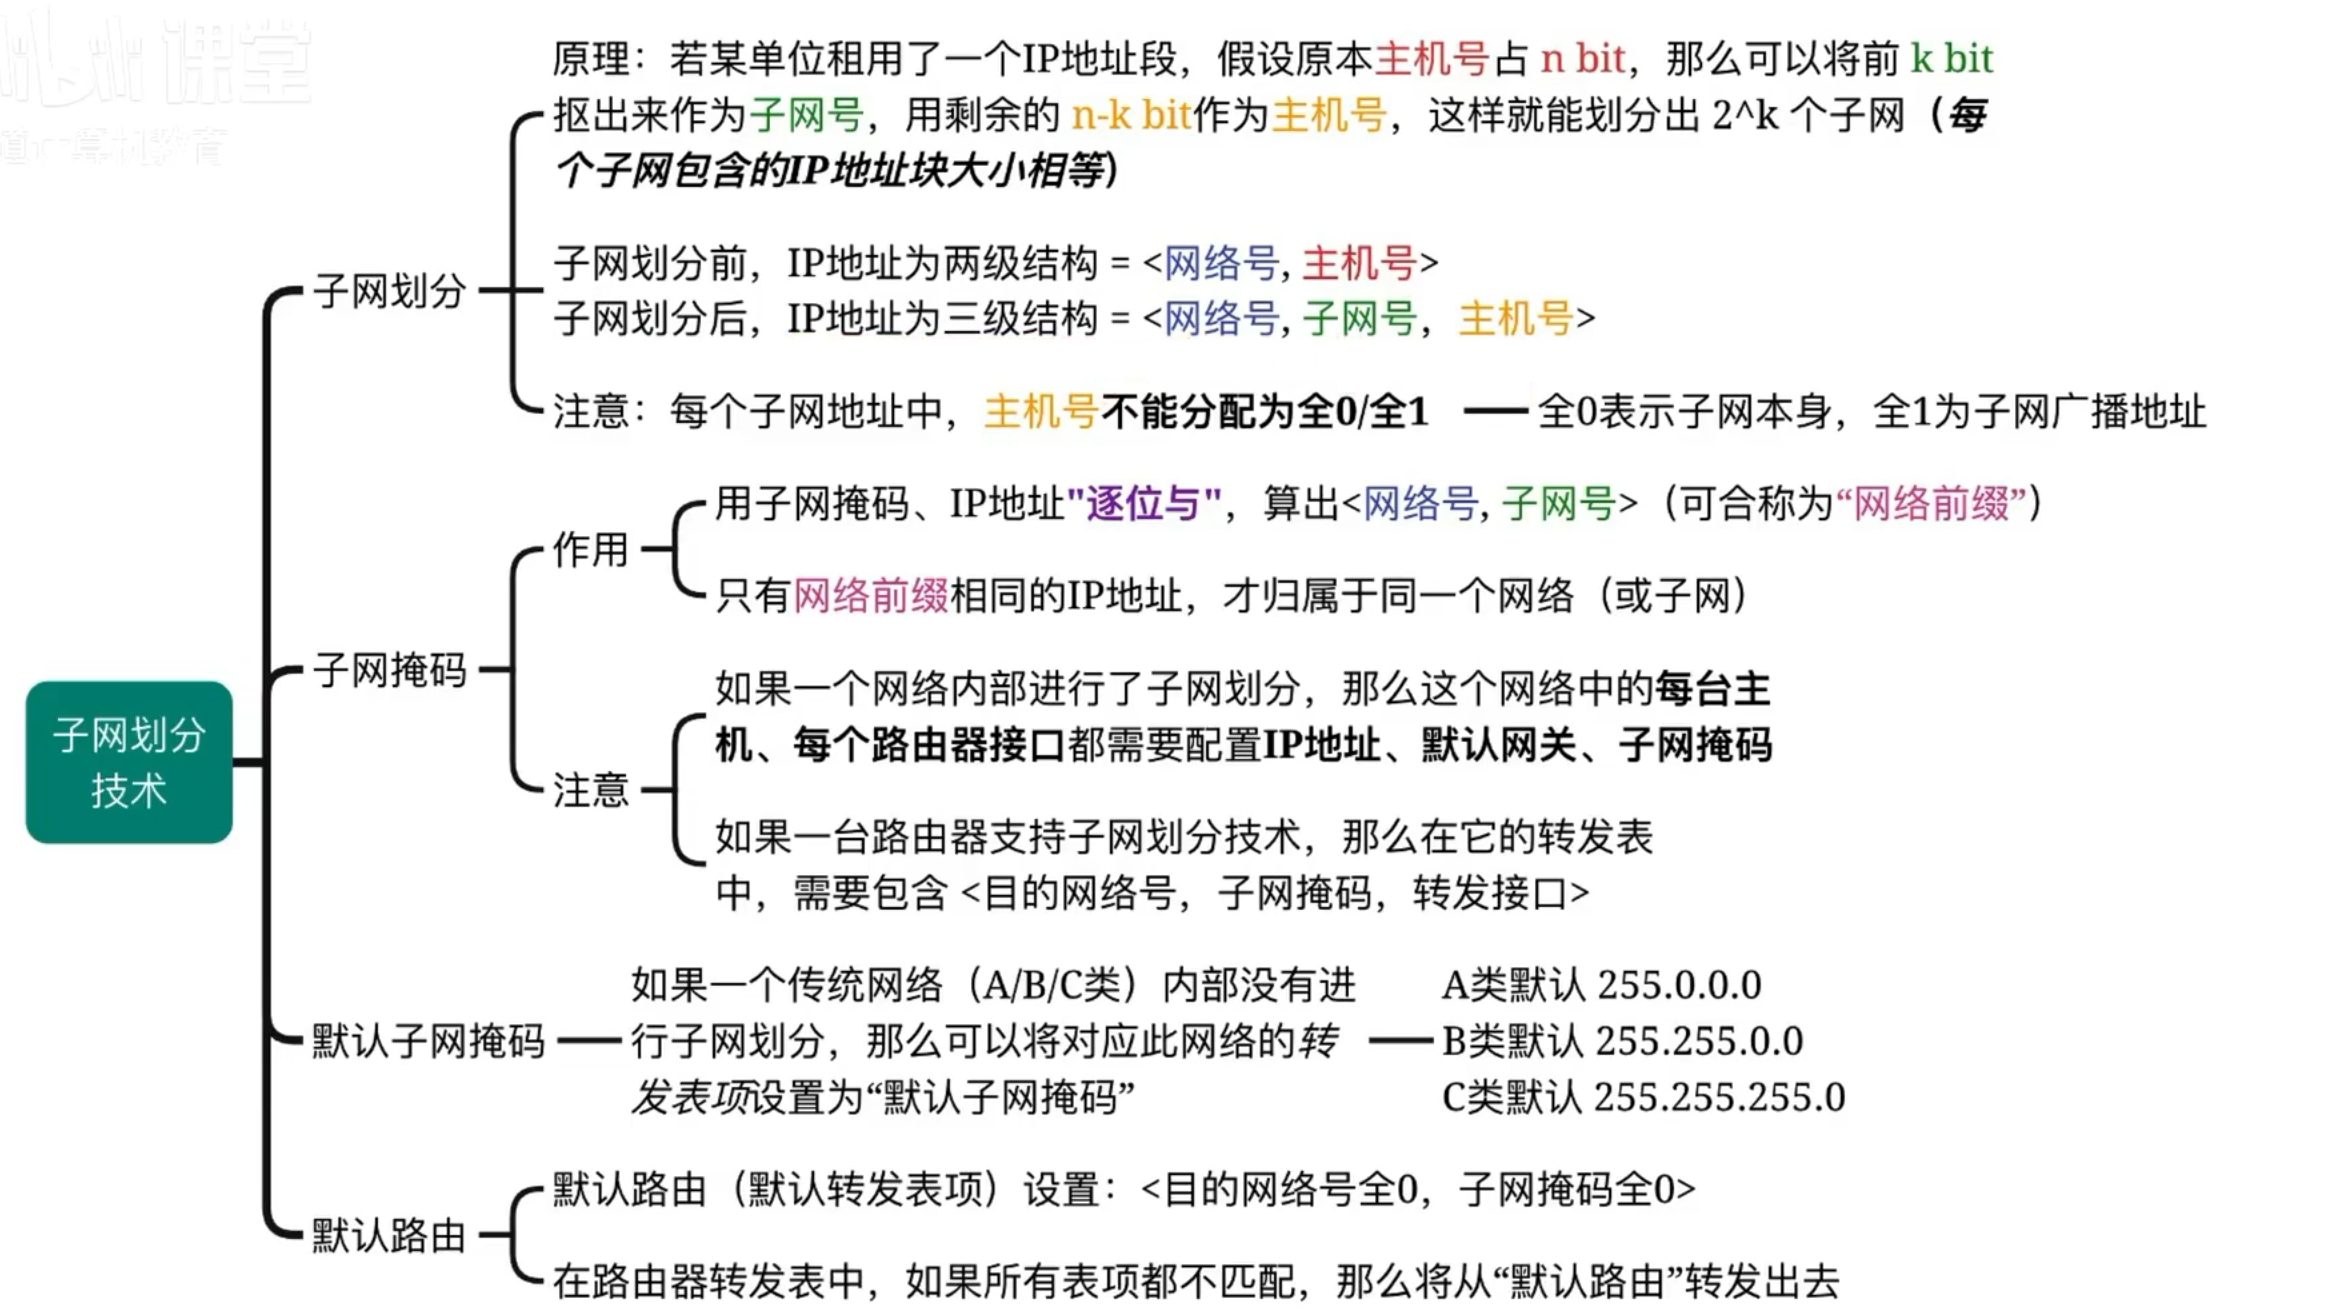 课堂
道计算机教育
原理：若某单位租用了一个IP地址段，假设原本主机号占 n bit，那么可以将前 k bit
抠出来作为子网号，用剩余的 n-k bit作为主机号，这样就能划分出 2^k 个子网（每
个子网包含的IP地址块大小相等）
子网划分
子网划分前，IP地址为两级结构 = <网络号, 主机号>
子网划分后，IP地址为三级结构 = <网络号, 子网号，主机号>
注意：每个子网地址中，主机号不能分配为全0/全1
全0表示子网本身，全1为子网广播地址
子网划分
技术
子网掩码
作用
用子网掩码、IP地址"逐位与"，算出<网络号, 子网号>（可合称为“网络前缀”）
只有网络前缀相同的IP地址，才归属于同一个网络（或子网）
注意
如果一个网络内部进行了子网划分，那么这个网络中的每台主
机、每个路由器接口都需要配置IP地址、默认网关、子网掩码
如果一台路由器支持子网划分技术，那么在它的转发表
中，需要包含 <目的网络号，子网掩码，转发接口>
默认子网掩码
如果一个传统网络（A/B/C类）内部没有进
行子网划分，那么可以将对应此网络的转
发表项设置为“默认子网掩码”
A类默认 255.0.0.0
B类默认 255.255.0.0
C类默认 255.255.255.0
默认路由
默认路由（默认转发表项）设置：<目的网络号全0，子网掩码全0>
在路由器转发表中，如果所有表项都不匹配，那么将从“默认路由”转发出去